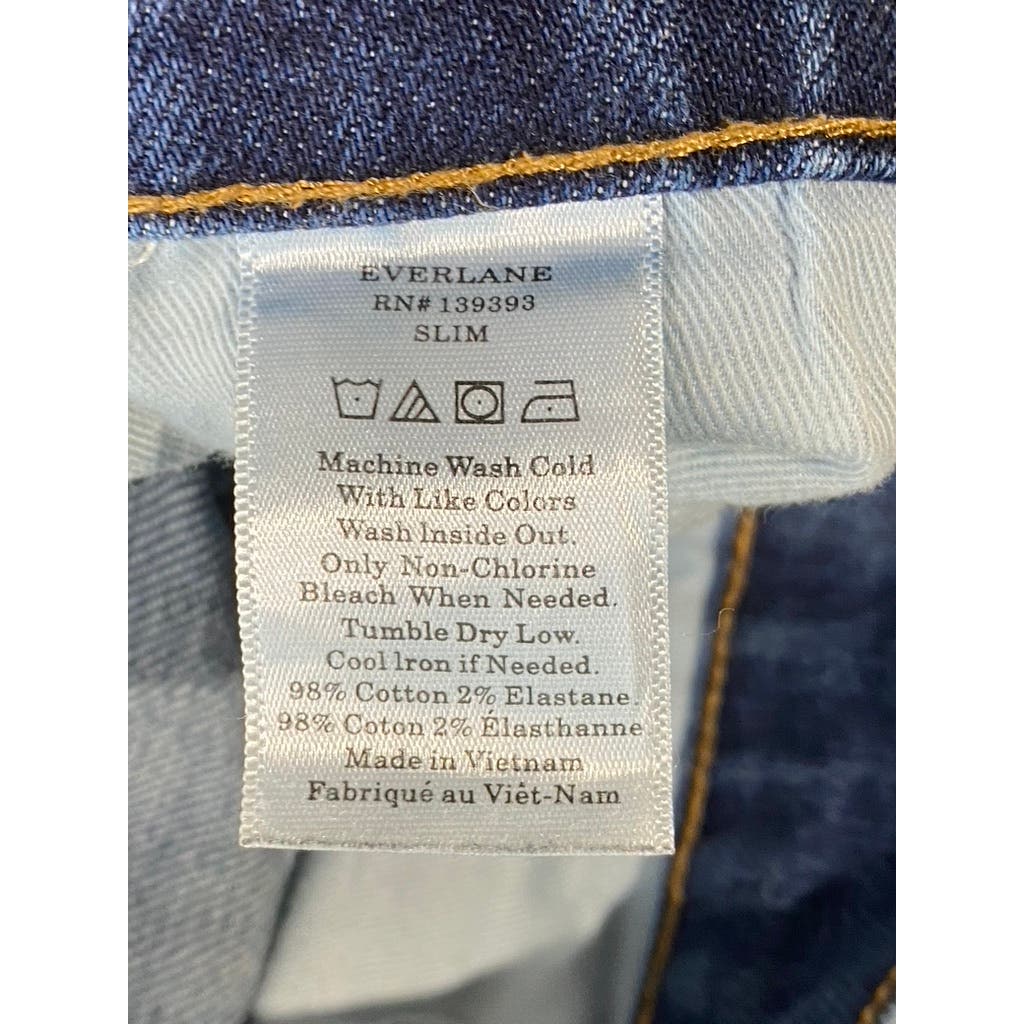 EVERLANE
RN# 139393
SLIM
Machine Wash Cold
With Like Colors
Wash Inside Out.
Only Non-Chlorine
Bleach When Needed.
Tumble Dry Low.
Cool Iron if Needed.
98% Cotton 2% Elastane.
98% Coton 2% Élasthanne
Made in Vietnam
Fabriqué au Viêt-Nam